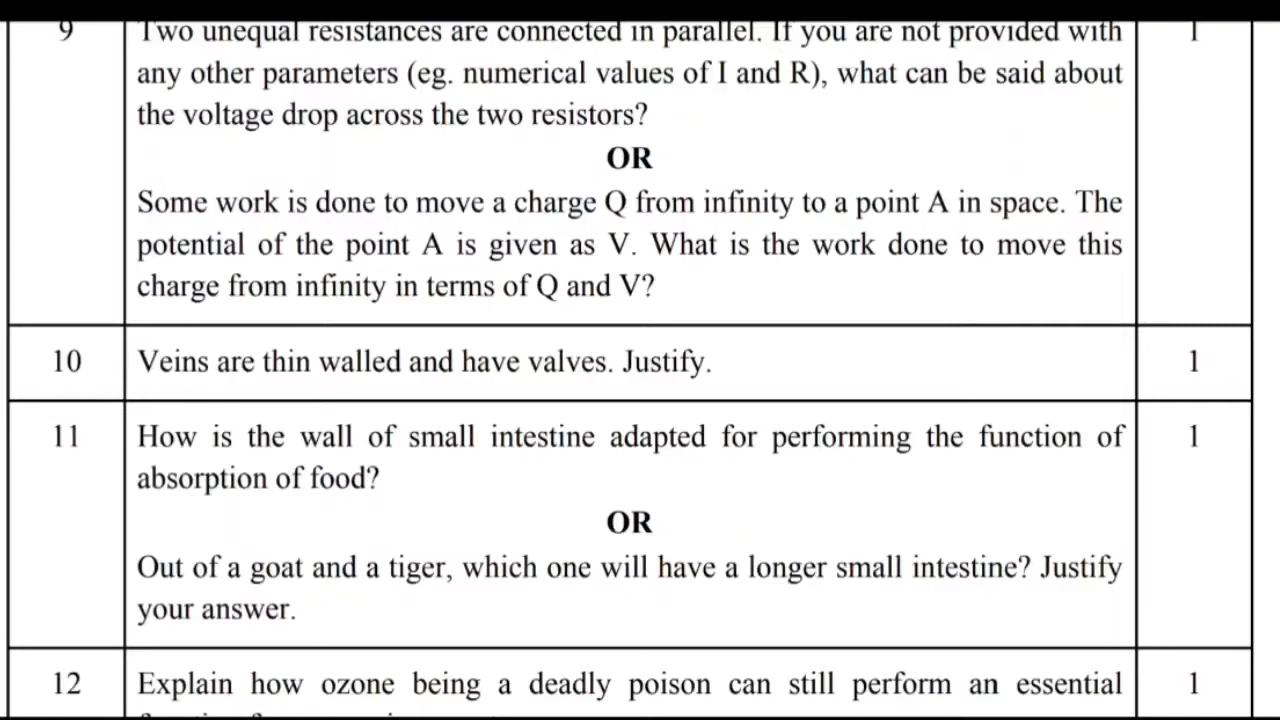 9 Two unequal resistances are connected in parallel. If you are not provided with 1
any other parameters (eg. numerical values of I and R), what can be said about
the voltage drop across the two resistors?
OR
Some work is done to move a charge Q from infinity to a point A in space. The
potential of the point A is given as V. What is the work done to move this
charge from infinity in terms of Q and V?
10 Veins are thin walled and have valves. Justify. 1
11 How is the wall of small intestine adapted for performing the function of 1
absorption of food?
OR
Out of a goat and a tiger, which one will have a longer small intestine? Justify
your answer.
12 Explain how ozone being a deadly poison can still perform an essential 1